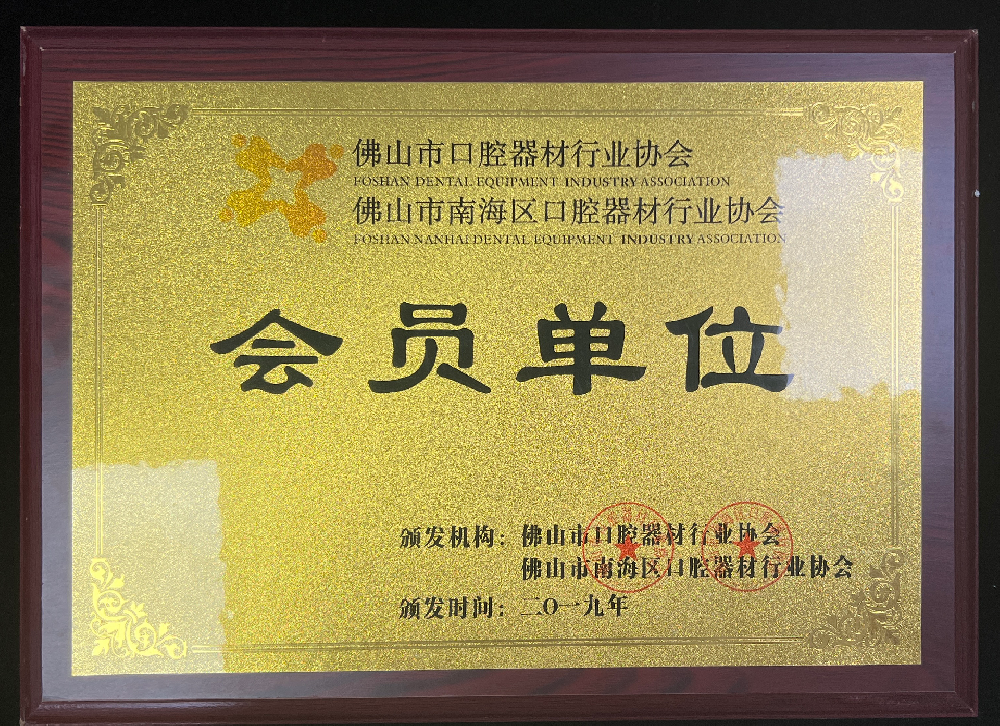 佛山市口腔器材行业协会
FOSHAN DENTAL EQUIPMENT INDUSTRY ASSOCIATION
佛山市南海区口腔器材行业协会
FOSHAN NANHAI DENTAL EQUIPMENT INDUSTRY ASSOCIATION
会员单位
颁发机构：佛山市口腔器材行业协会
佛山市南海区口腔器材行业协会
颁发时间：二〇一九年